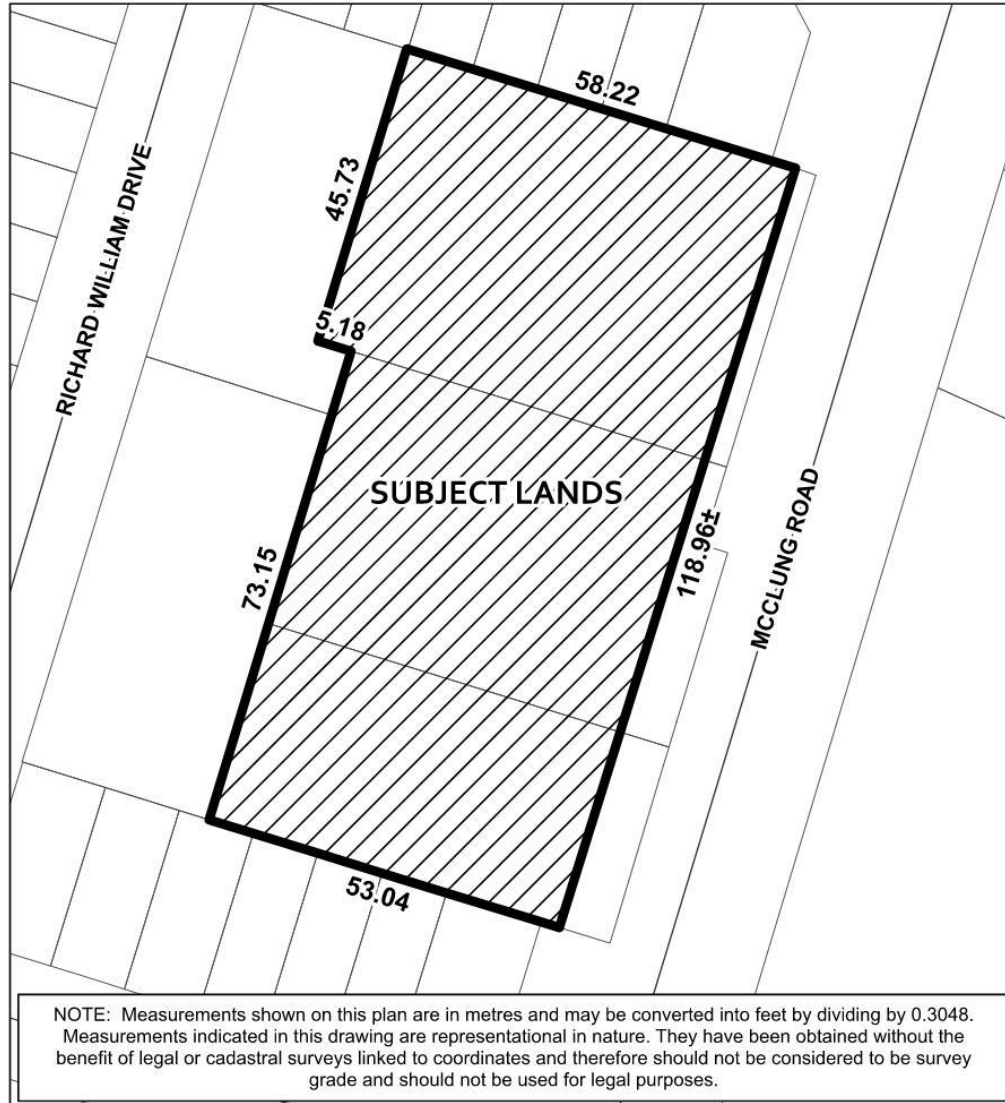 58.22
45.73
RICHARD WILLIAM DRIVE
5.18
SUBJECT LANDS
118.96±
MCCLUNG ROAD
73.15
53.04
NOTE: Measurements shown on this plan are in metres and may be converted into feet by dividing by 0.3048.
Measurements indicated in this drawing are representational in nature. They have been obtained without the
benefit of legal or cadastral surveys linked to coordinates and therefore should not be considered to be survey
grade and should not be used for legal purposes.